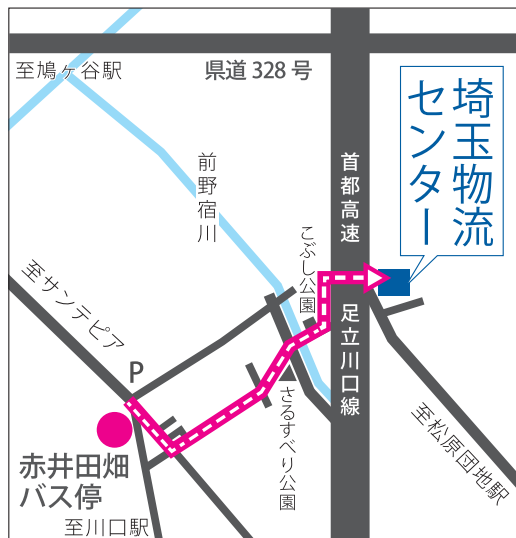 至鳩ヶ谷駅
県道328号
埼玉物流
センター
前野宿川
首都高速
こぶし公園
至サンテピア
足立川口線
P
さるすべり公園
至松原団地駅
赤井田畑
バス停
至川口駅